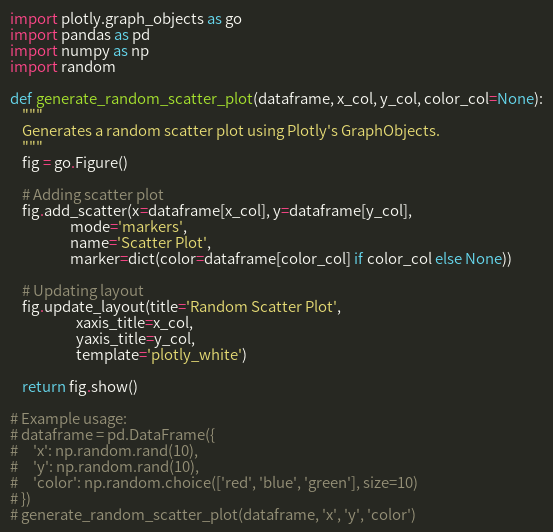 import plotly.graph_objects as go
import pandas as pd
import numpy as np
import random

def generate_random_scatter_plot(dataframe, x_col, y_col, color_col=None):
    """
    Generates a random scatter plot using Plotly's GraphObjects.
    """
    fig = go.Figure()

    # Adding scatter plot
    fig.add_scatter(x=dataframe[x_col], y=dataframe[y_col],
                    mode='markers',
                    name='Scatter Plot',
                    marker=dict(color=dataframe[color_col] if color_col else None))

    # Updating layout
    fig.update_layout(title='Random Scatter Plot',
                      xaxis_title=x_col,
                      yaxis_title=y_col,
                      template='plotly_white')

    return fig.show()

# Example usage:
# dataframe = pd.DataFrame({
#     'x': np.random.rand(10),
#     'y': np.random.rand(10),
#     'color': np.random.choice(['red', 'blue', 'green'], size=10)
# })
# generate_random_scatter_plot(dataframe, 'x', 'y', 'color')